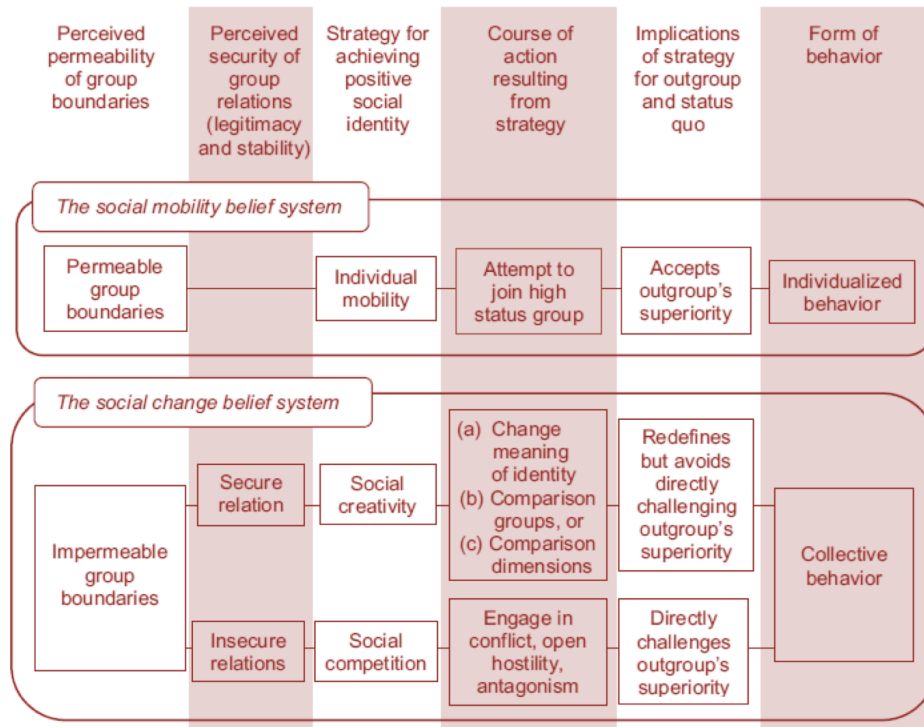 Perceived
permeability
of group
boundaries
Perceived
security of
group
relations
(legitimacy
and stability)
Strategy for
achieving
positive
social
identity
Course of
action
resulting
from
strategy
Implications
of strategy
for outgroup
and status
quo
Form of
behavior
The social mobility belief system
Permeable
group
boundaries
Individual
mobility
Attempt to
join high
status group
Accepts
outgroup's
superiority
Individualized
behavior
The social change belief system
Impermeable
group
boundaries
Secure
relation
Social
creativity
(a) Change
meaning
of identity
(b) Comparison
groups, or
(c) Comparison
dimensions
Redefines
but avoids
directly
challenging
outgroup's
superiority
Collective
behavior
Insecure
relations
Social
competition
Engage in
conflict, open
hostility,
antagonism
Directly
challenges
outgroup's
superiority